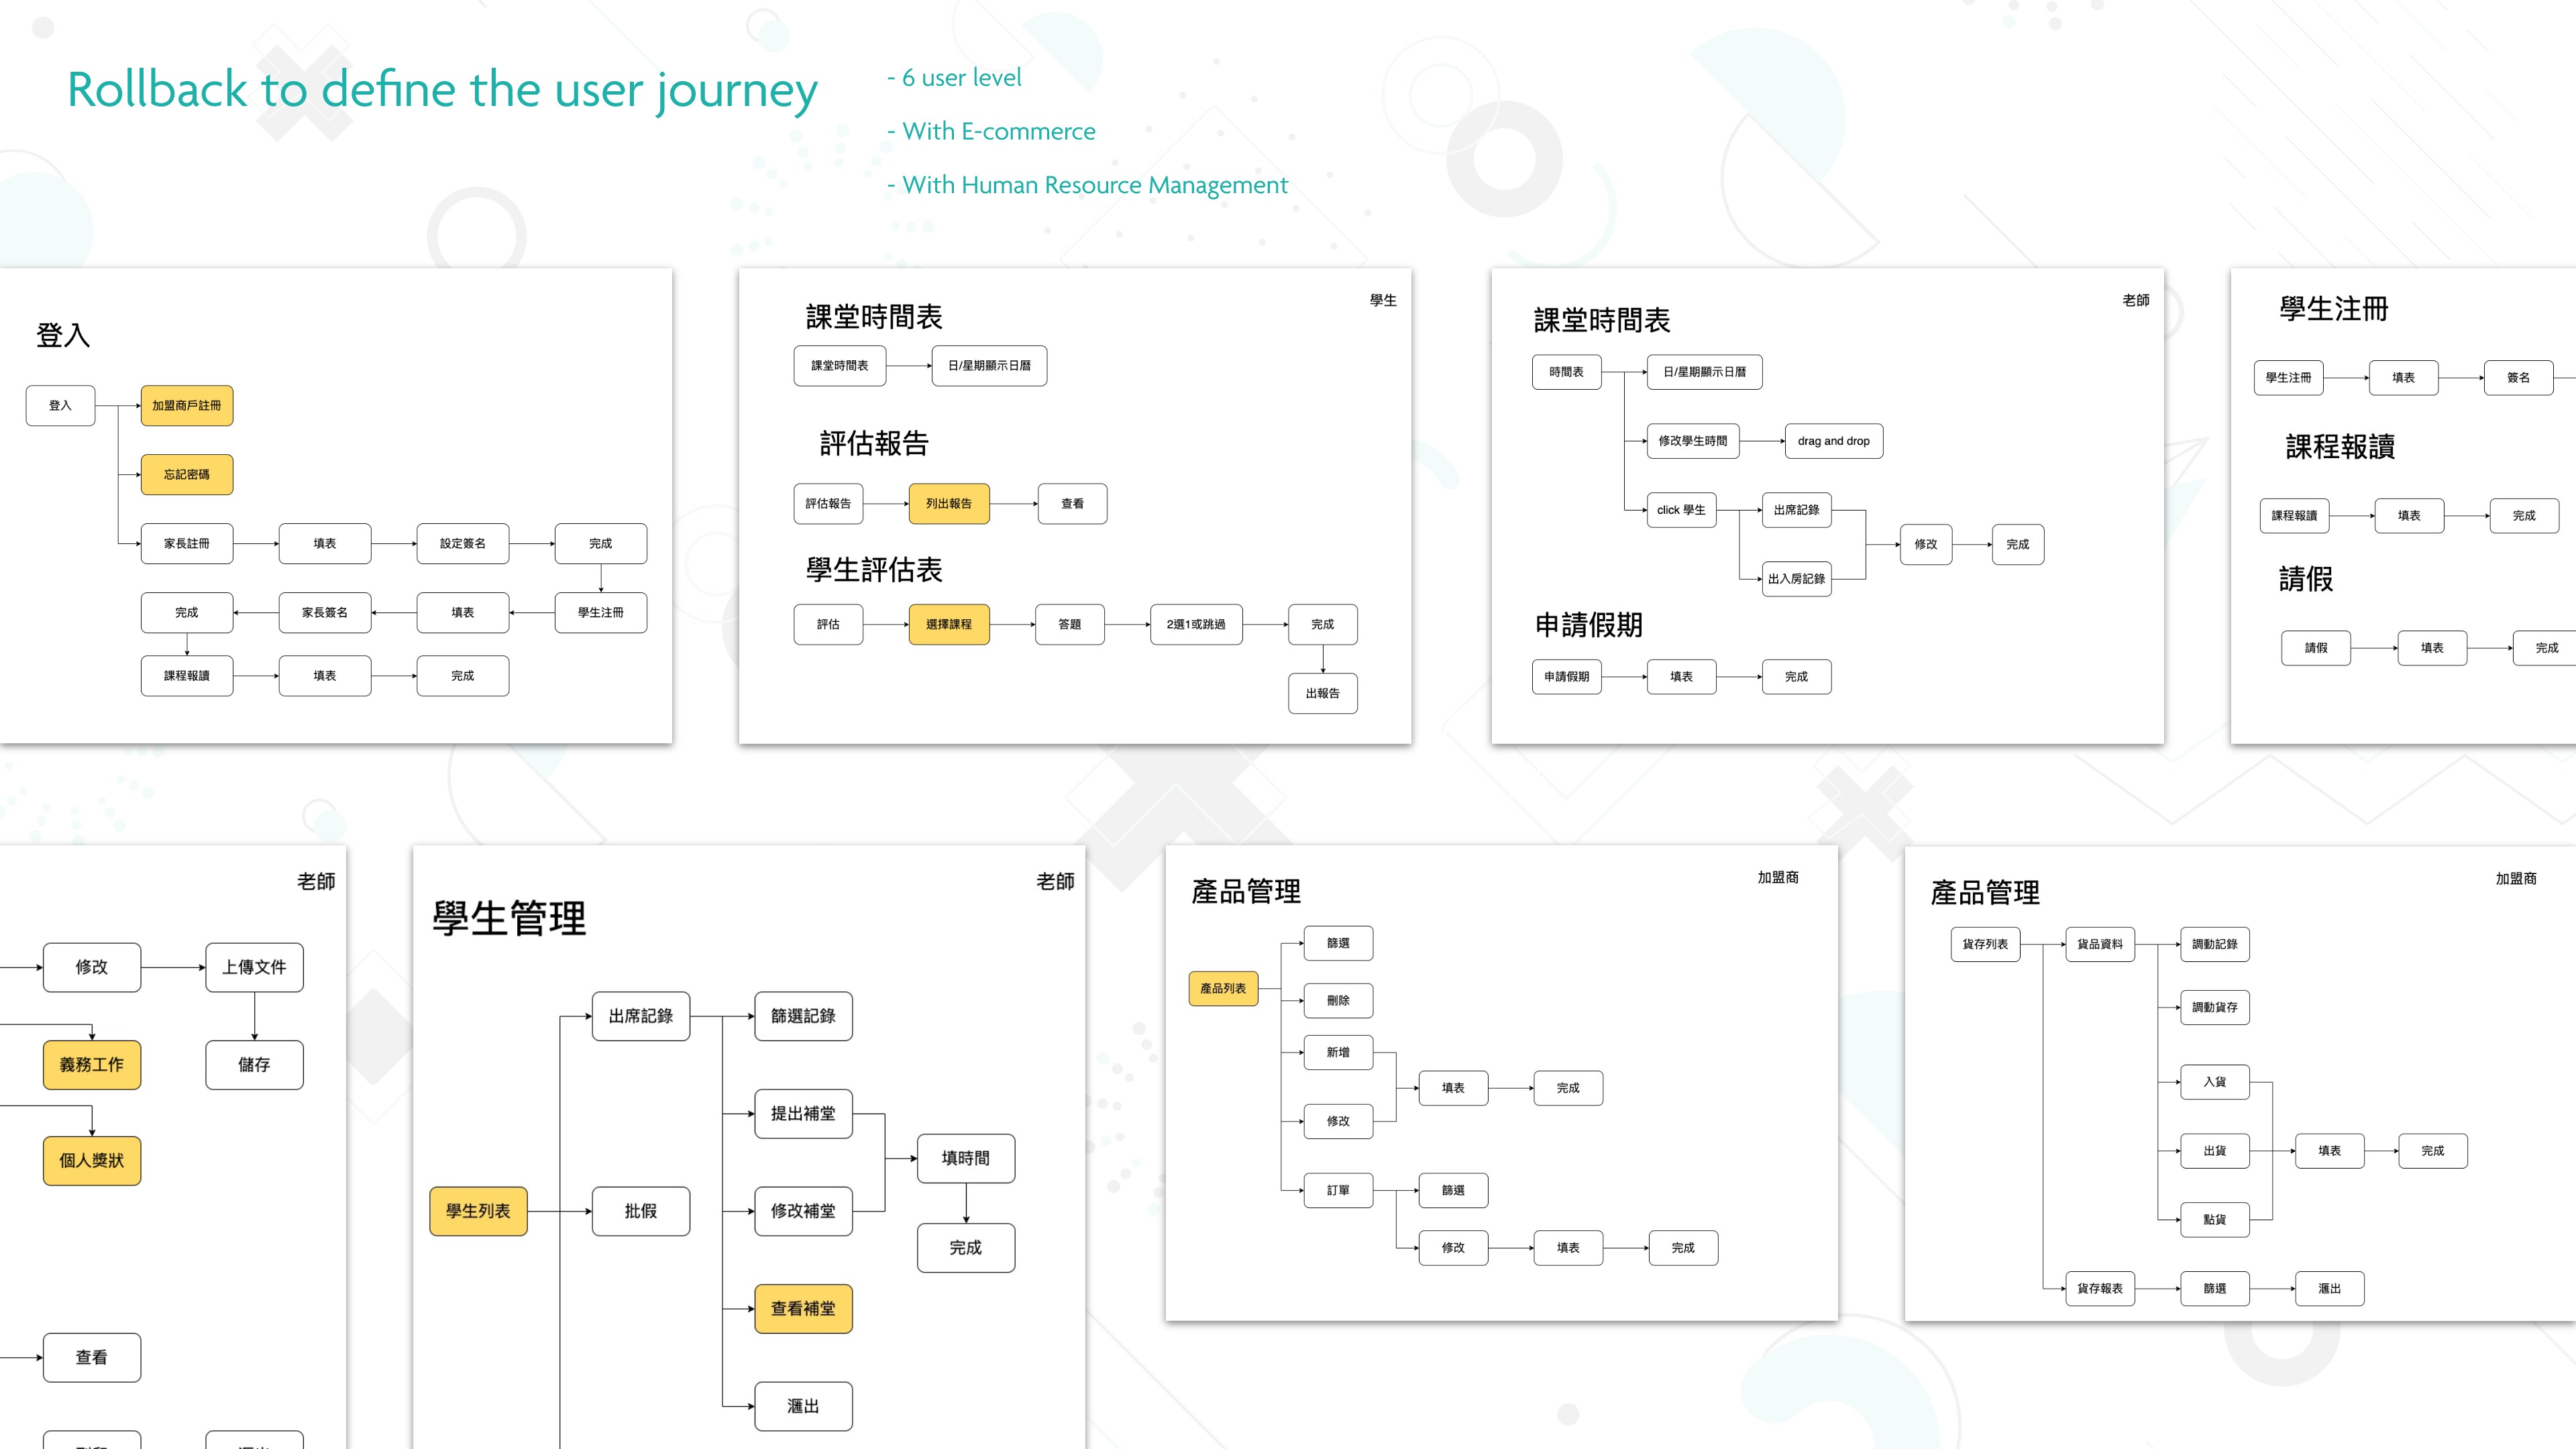 Rollback to define the user journey
- 6 user level
- With E-commerce
- With Human Resource Management
登入
登入
加盟商戶註冊
忘記密碼
家長註冊
填表
設定簽名
完成
完成
家長簽名
填表
學生注冊
課程報讀
填表
完成
學生
課堂時間表
課堂時間表
日/星期顯示日曆
評估報告
評估報告
列出報告
查看
學生評估表
評估
選擇課程
答題
2選1或跳過
完成
出報告
老師
課堂時間表
時間表
日/星期顯示日曆
修改學生時間
drag and drop
click 學生
出席記錄
出入房記錄
修改
完成
申請假期
申請假期
填表
完成
學生注冊
學生注冊
填表
簽名
課程報讀
課程報讀
填表
完成
請假
請假
填表
完成
老師
修改
上傳文件
義務工作
儲存
個人獎狀
查看
老師
學生管理
學生列表
出席記錄
批假
篩選記錄
提出補堂
修改補堂
查看補堂
滙出
填時間
完成
加盟商
產品管理
產品列表
篩選
刪除
新增
修改
填表
完成
訂單
篩選
修改
填表
完成
加盟商
產品管理
貨存列表
貨品資料
調動記錄
調動貨存
入貨
出貨
點貨
填表
完成
貨存報表
篩選
滙出